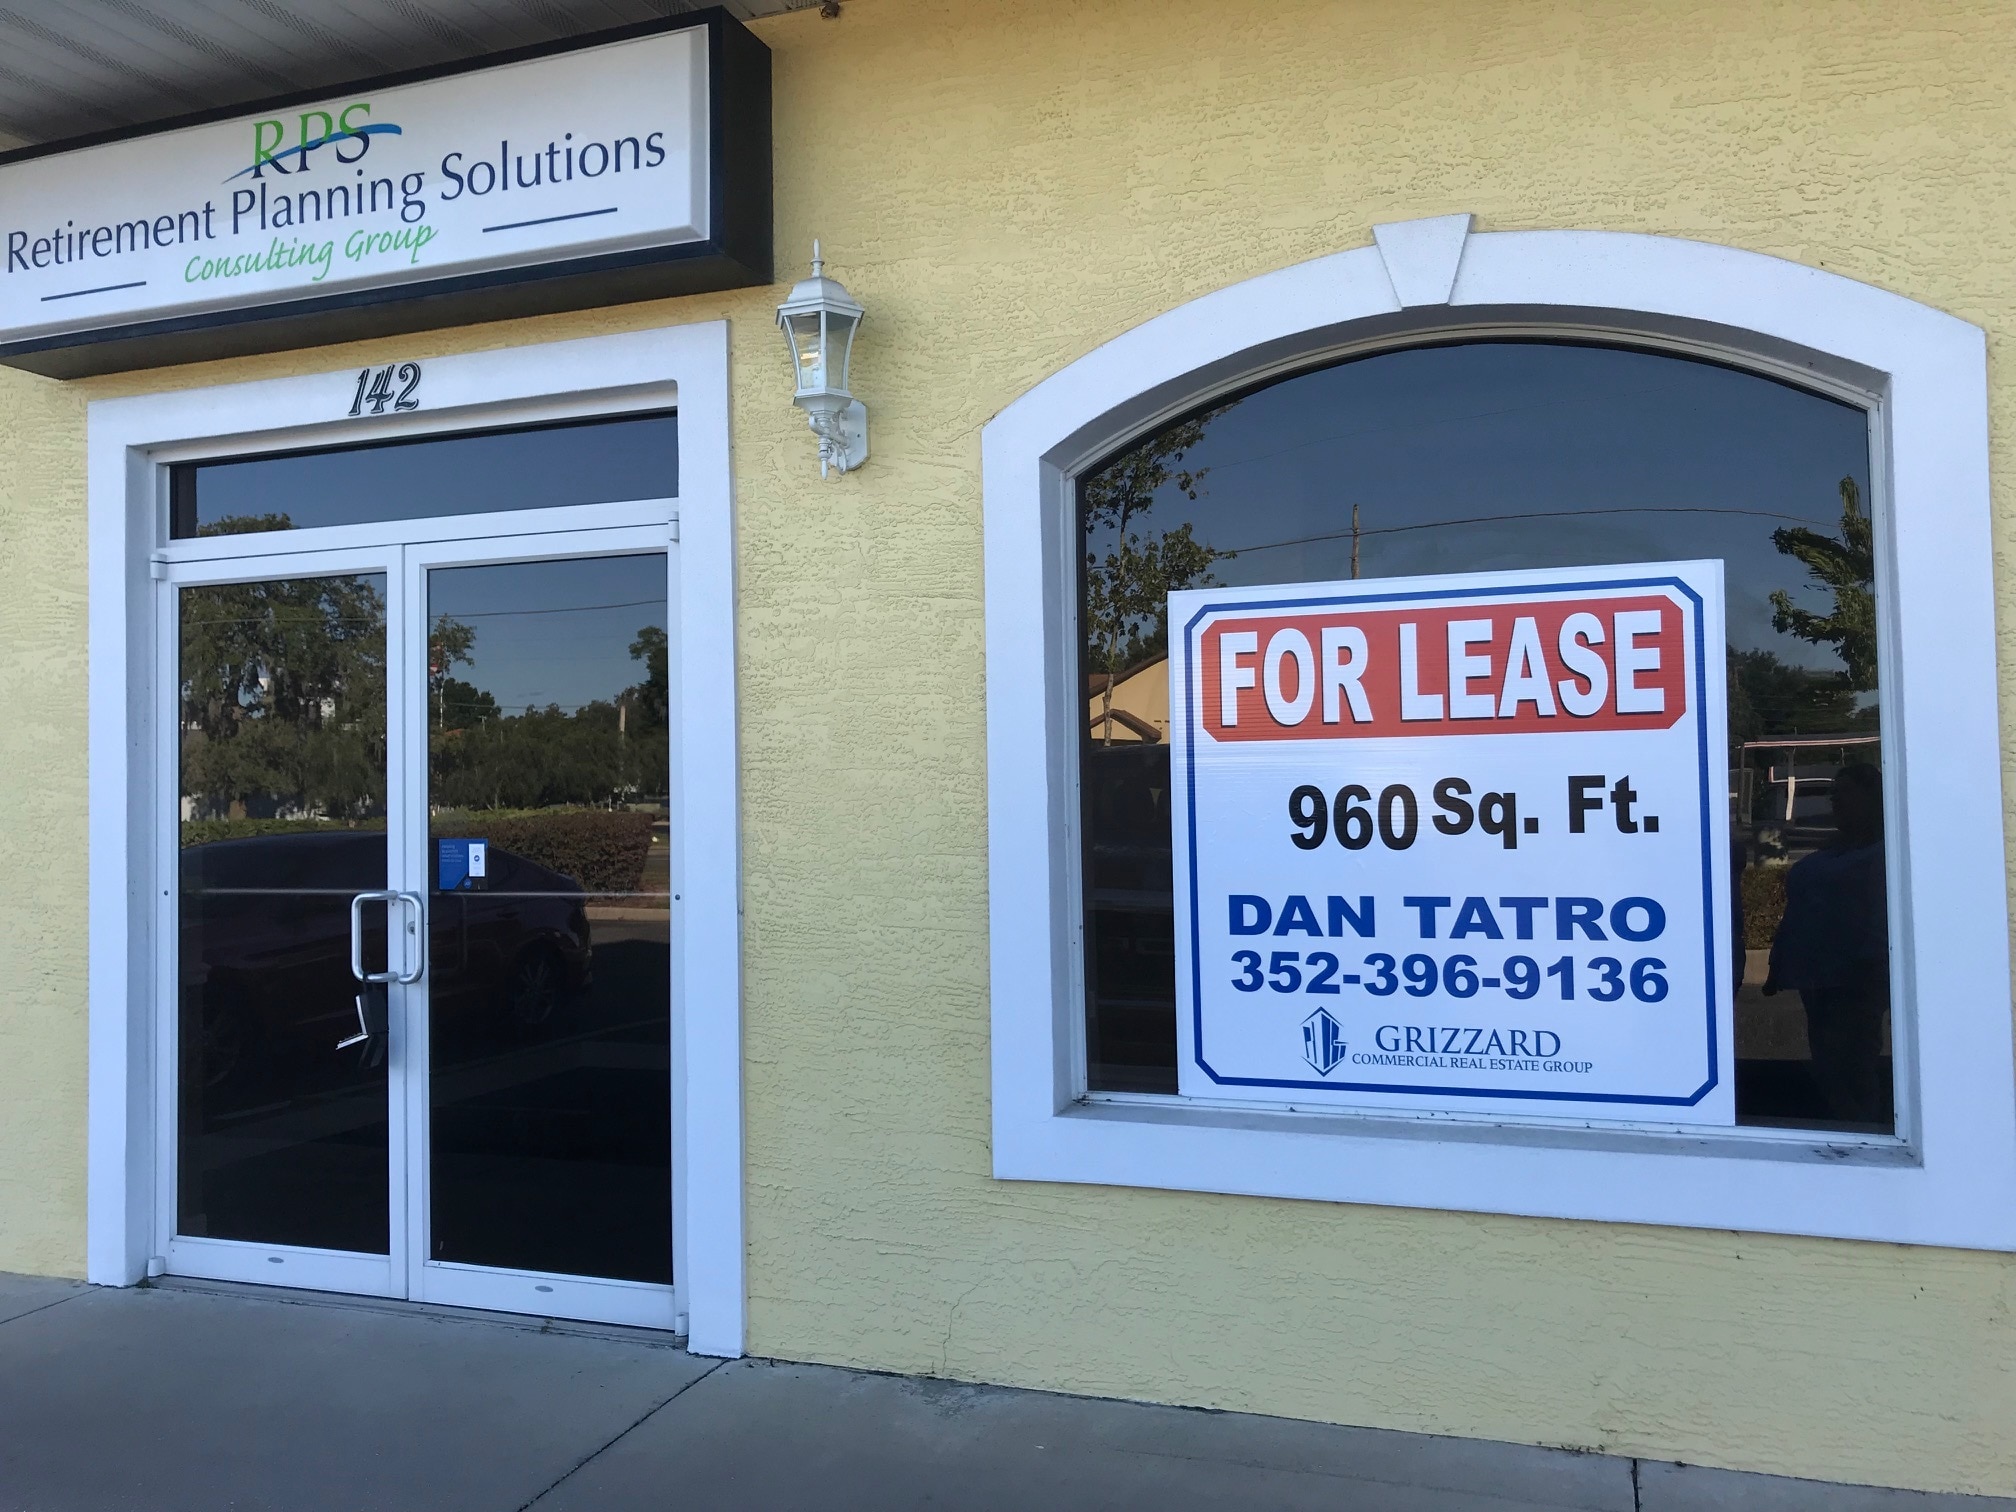 RPS
Retirement Planning Solutions
Consulting Group
142
FOR LEASE
960 Sq. Ft.
DAN TATRO
352-396-9136
GRIZZARD
COMMERCIAL REAL ESTATE GROUP